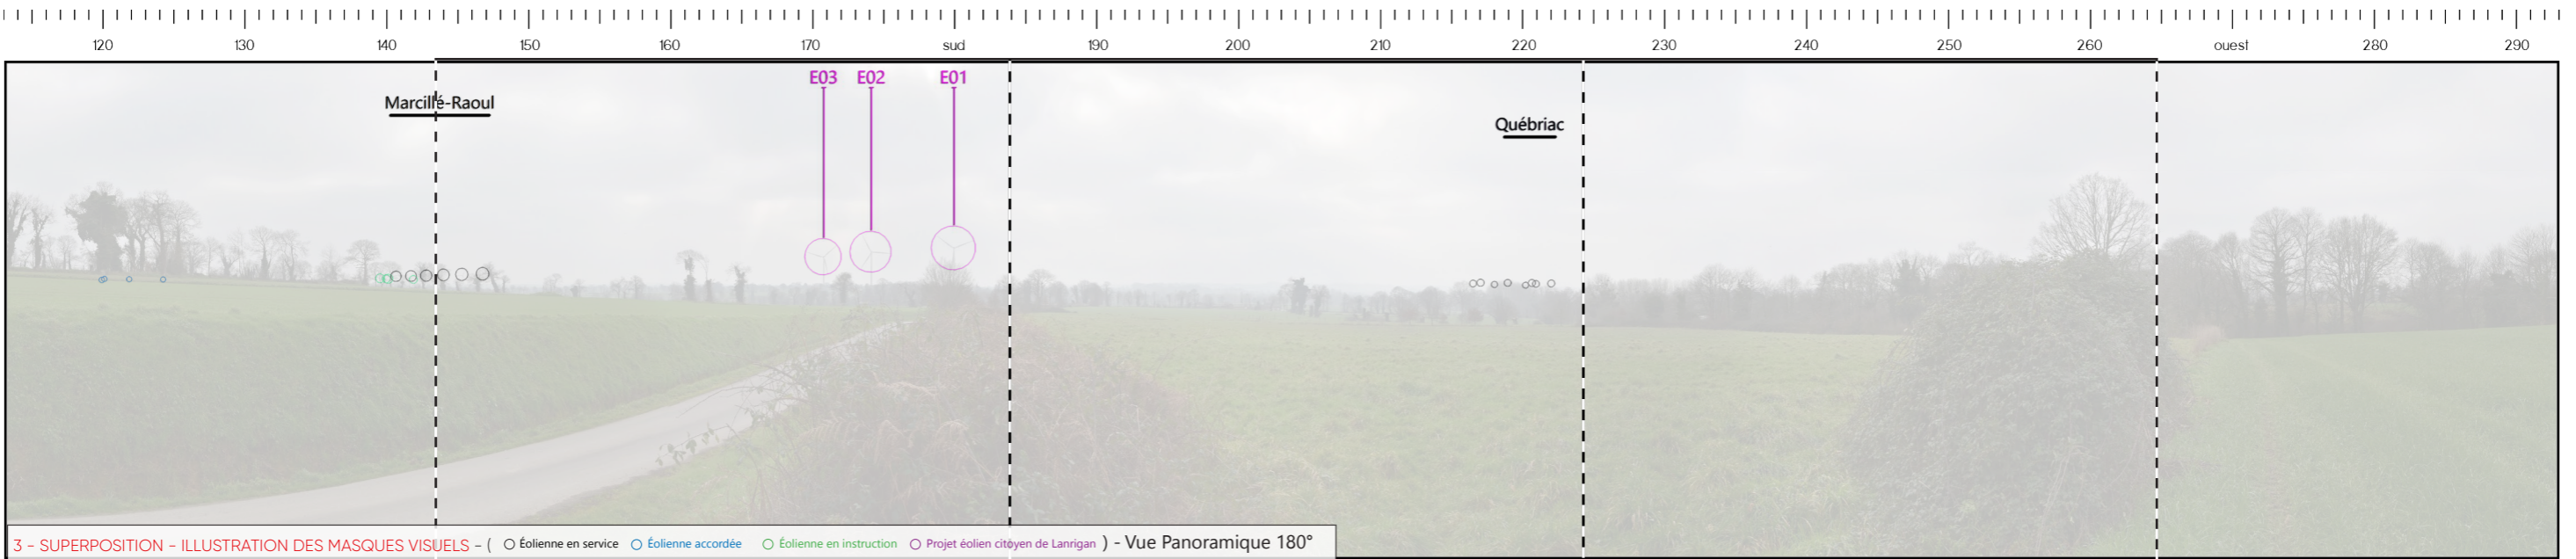 120 130 140 150 160 170 sud 190 200 210 220 230 240 250 260 ouest 280 290
E03 E02 E01
Marcillé-Raoul
Québriac
3 - SUPERPOSITION - ILLUSTRATION DES MASQUES VISUELS - ( Éolienne en service Éolienne accordée Éolienne en instruction Projet éolien citoyen de Lanrigan ) - Vue Panoramique 180°